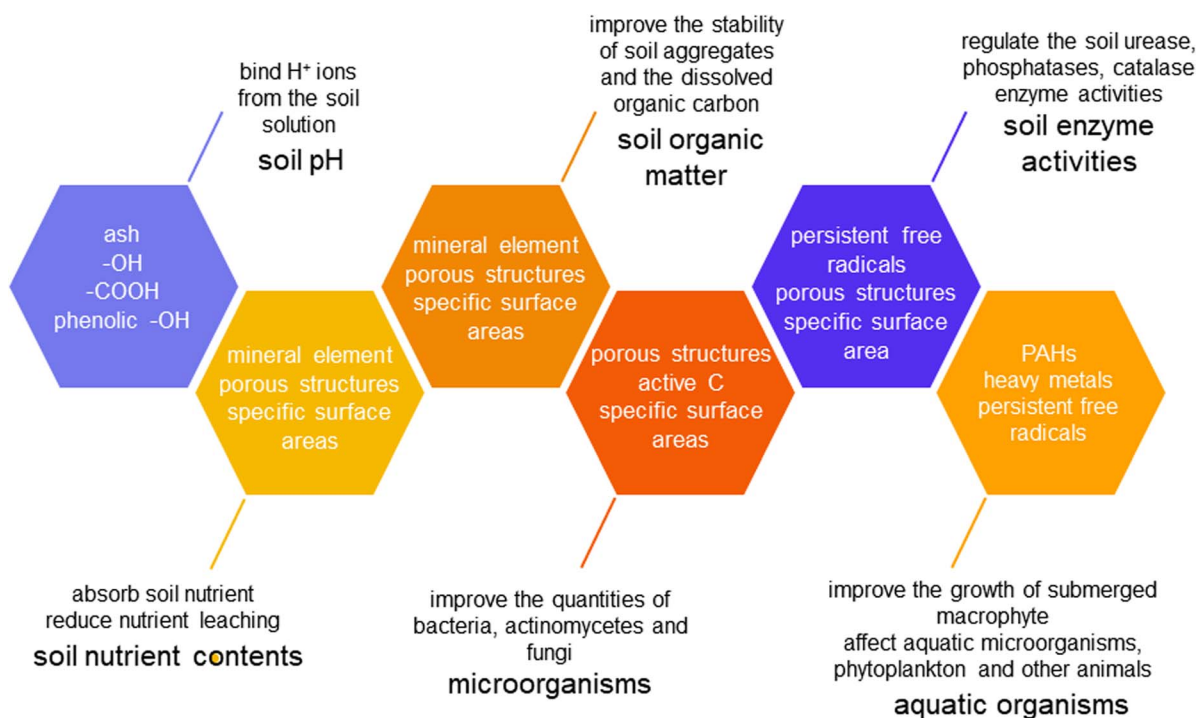 bind H⁺ ions
from the soil
solution
soil pH
ash
-OH
-COOH
phenolic -OH
mineral element
porous structures
specific surface
areas
absorb soil nutrient
reduce nutrient leaching
soil nutrient contents
improve the stability
of soil aggregates
and the dissolved
organic carbon
soil organic
matter
mineral element
porous structures
specific surface
areas
porous structures
active C
specific surface
areas
improve the quantities of
bacteria, actinomycetes and
fungi
microorganisms
regulate the soil urease,
phosphatases, catalase
enzyme activities
soil enzyme
activities
persistent free
radicals
porous structures
specific surface
area
PAHs
heavy metals
persistent free
radicals
improve the growth of submerged
macrophyte
affect aquatic microorganisms,
phytoplankton and other animals
aquatic organisms